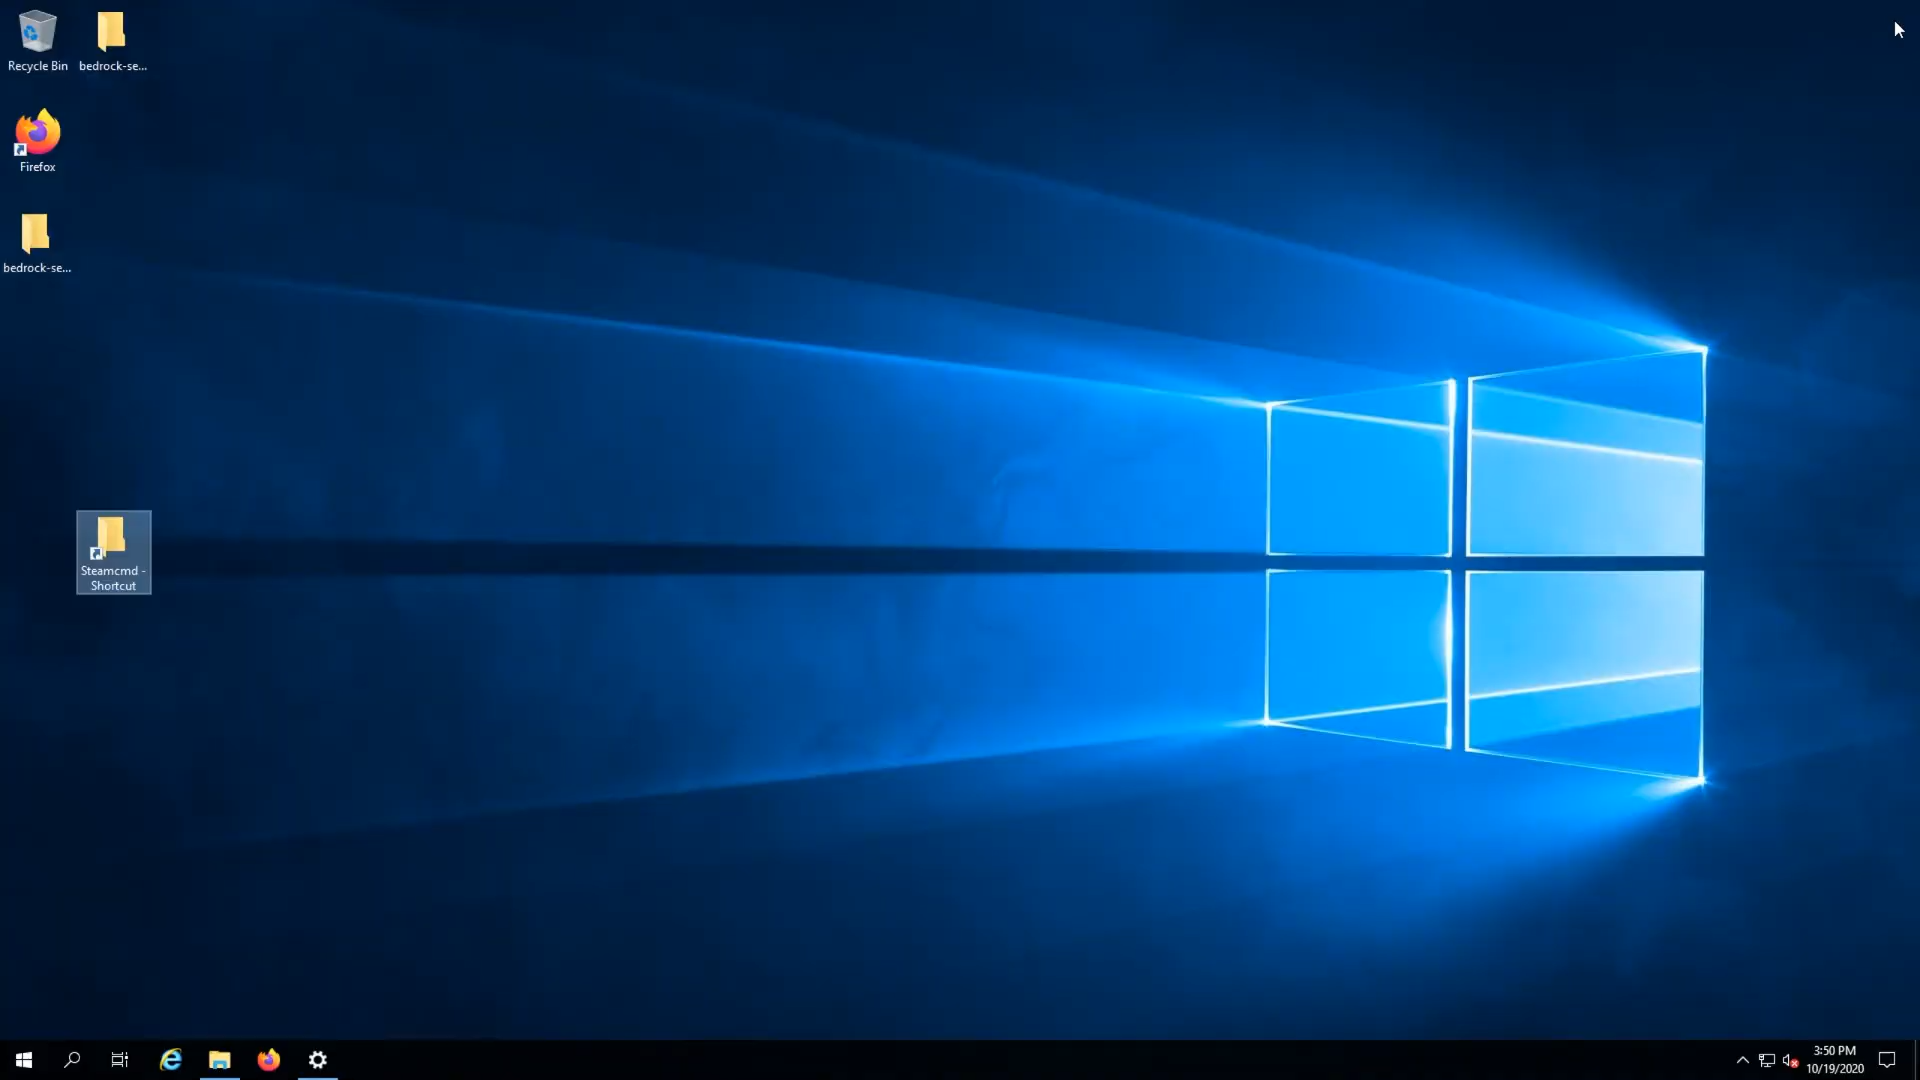 Recycle Bin
bedrock-se...
Firefox
bedrock-se...
Steamcmd -
Shortcut
3:50 PM
10/19/2020